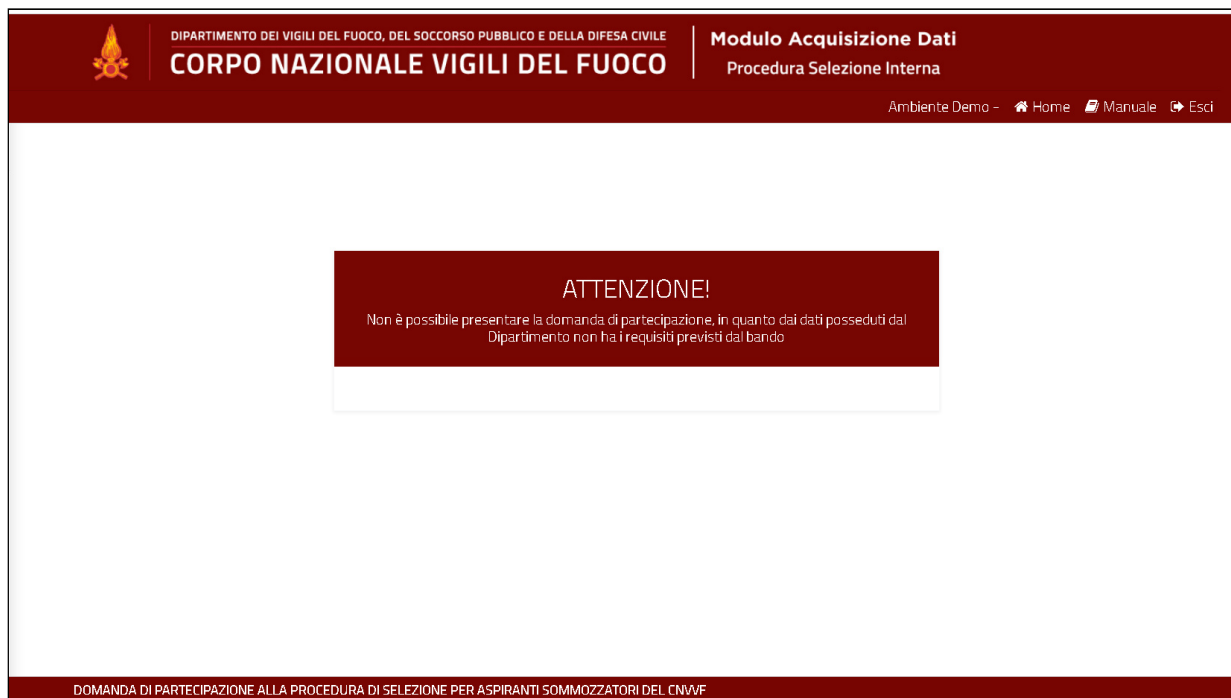 DIPARTIMENTO DEI VIGILI DEL FUOCO, DEL SOCCORSO PUBBLICO E DELLA DIFESA CIVILE
CORPO NAZIONALE VIGILI DEL FUOCO
Modulo Acquisizione Dati
Procedura Selezione Interna
Ambiente Demo - Home Manuale Esci
ATTENZIONE!
Non è possibile presentare la domanda di partecipazione, in quanto dai dati posseduti dal
Dipartimento non ha i requisiti previsti dal bando
DOMANDA DI PARTECIPAZIONE ALLA PROCEDURA DI SELEZIONE PER ASPIRANTI SOMMOZZATORI DEL CNVVF